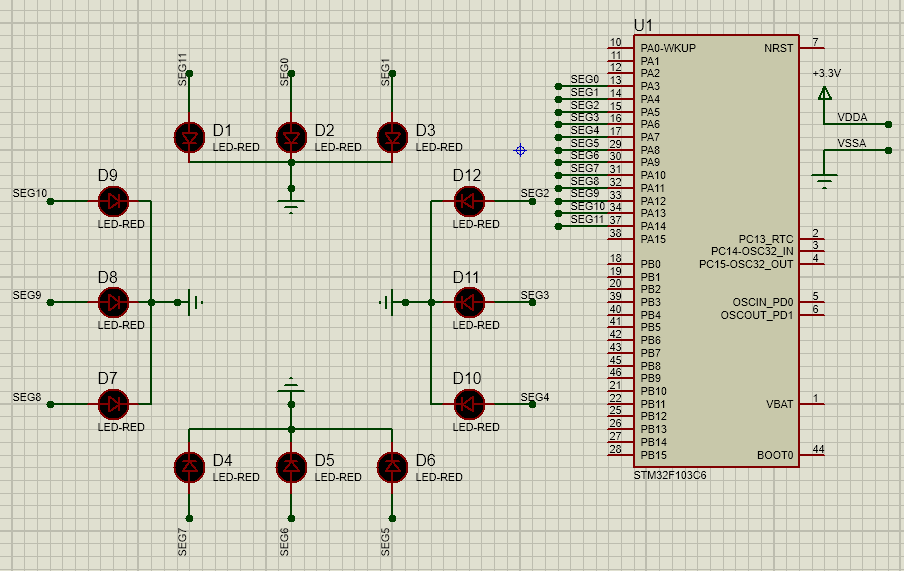 SEG11
SEG0
SEG1
D1
LED-RED
D2
LED-RED
D3
LED-RED
SEG10
D9
LED-RED
D12
LED-RED
SEG2
SEG9
D8
LED-RED
D11
LED-RED
SEG3
SEG8
D7
LED-RED
D10
LED-RED
SEG4
D4
LED-RED
D5
LED-RED
D6
LED-RED
SEG7
SEG6
SEG5
U1
10 PA0-WKUP
11 PA1
12 PA2
SEG0 13 PA3
SEG1 14 PA4
SEG2 15 PA5
SEG3 16 PA6
SEG4 17 PA7
SEG5 29 PA8
SEG6 30 PA9
SEG7 31 PA10
SEG8 32 PA11
SEG9 33 PA12
SEG10 34 PA13
SEG11 37 PA14
38 PA15
18 PB0
19 PB1
20 PB2
39 PB3
40 PB4
41 PB5
42 PB6
43 PB7
45 PB8
46 PB9
21 PB10
22 PB11
25 PB12
26 PB13
27 PB14
28 PB15
NRST 7
PC13_RTC 2
PC14-OSC32_IN 3
PC15-OSC32_OUT 4
OSCIN_PD0 5
OSCOUT_PD1 6
VBAT 1
BOOT0 44
STM32F103C6
+3.3V
VDDA
VSSA